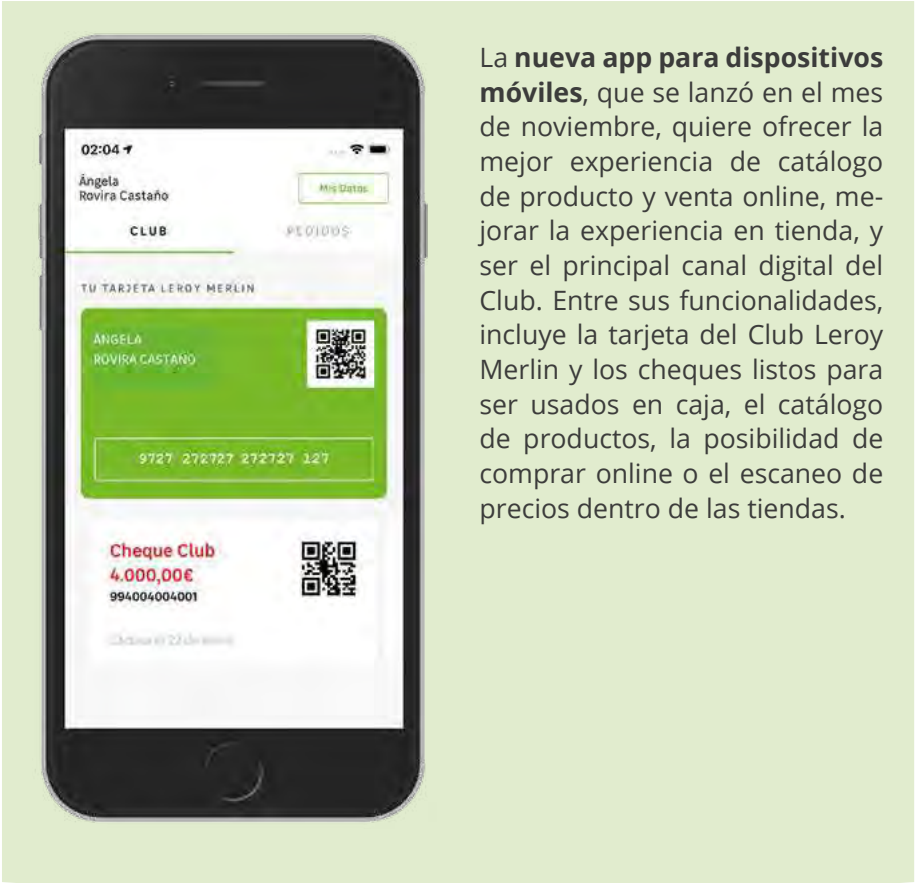 02:04
Ángela
Rovira Castaño
Mis Datos
CLUB
PEDIDOS
TU TARJETA LEROY MERLIN
ÁNGELA
ROVIRA CASTAÑO
9727 272727 272727 127
Cheque Club
4.000,00€
994004004001
La nueva app para dispositivos
móviles, que se lanzó en el mes
de noviembre, quiere ofrecer la
mejor experiencia de catálogo
de producto y venta online, me-
jorar la experiencia en tienda, y
ser el principal canal digital del
Club. Entre sus funcionalidades,
incluye la tarjeta del Club Leroy
Merlin y los cheques listos para
ser usados en caja, el catálogo
de productos, la posibilidad de
comprar online o el escaneo de
precios dentro de las tiendas.